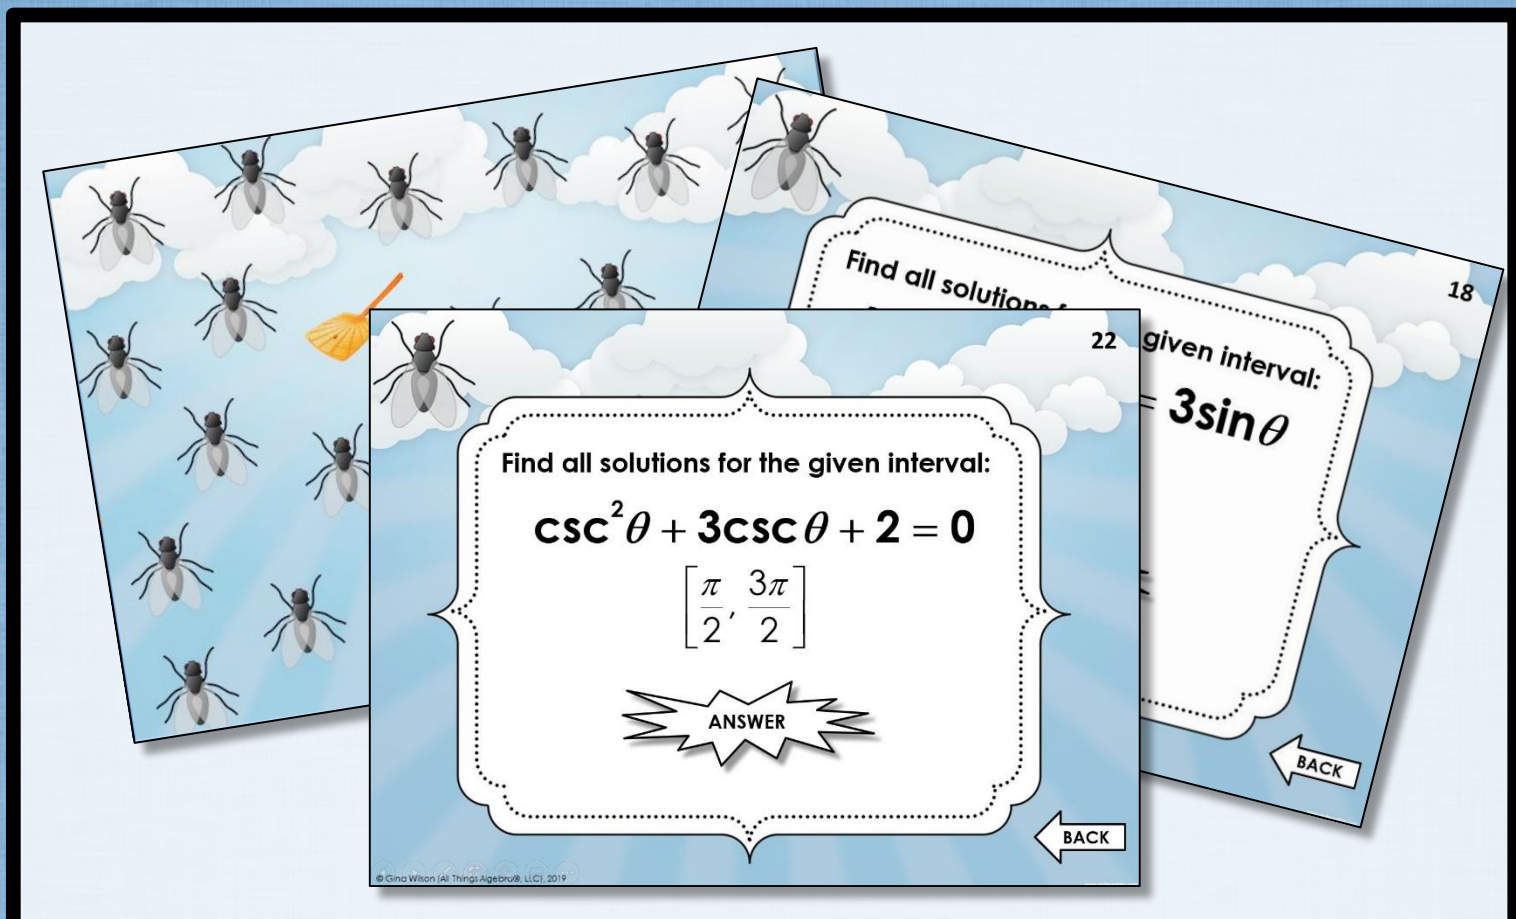 18
Find all solutions
given interval:
= 3sinθ
BACK
22
Find all solutions for the given interval:
csc²θ + 3cscθ + 2 = 0
[π/2, 3π/2]
ANSWER
BACK
© Gina Wilson (All Things Algebra®, LLC), 2019